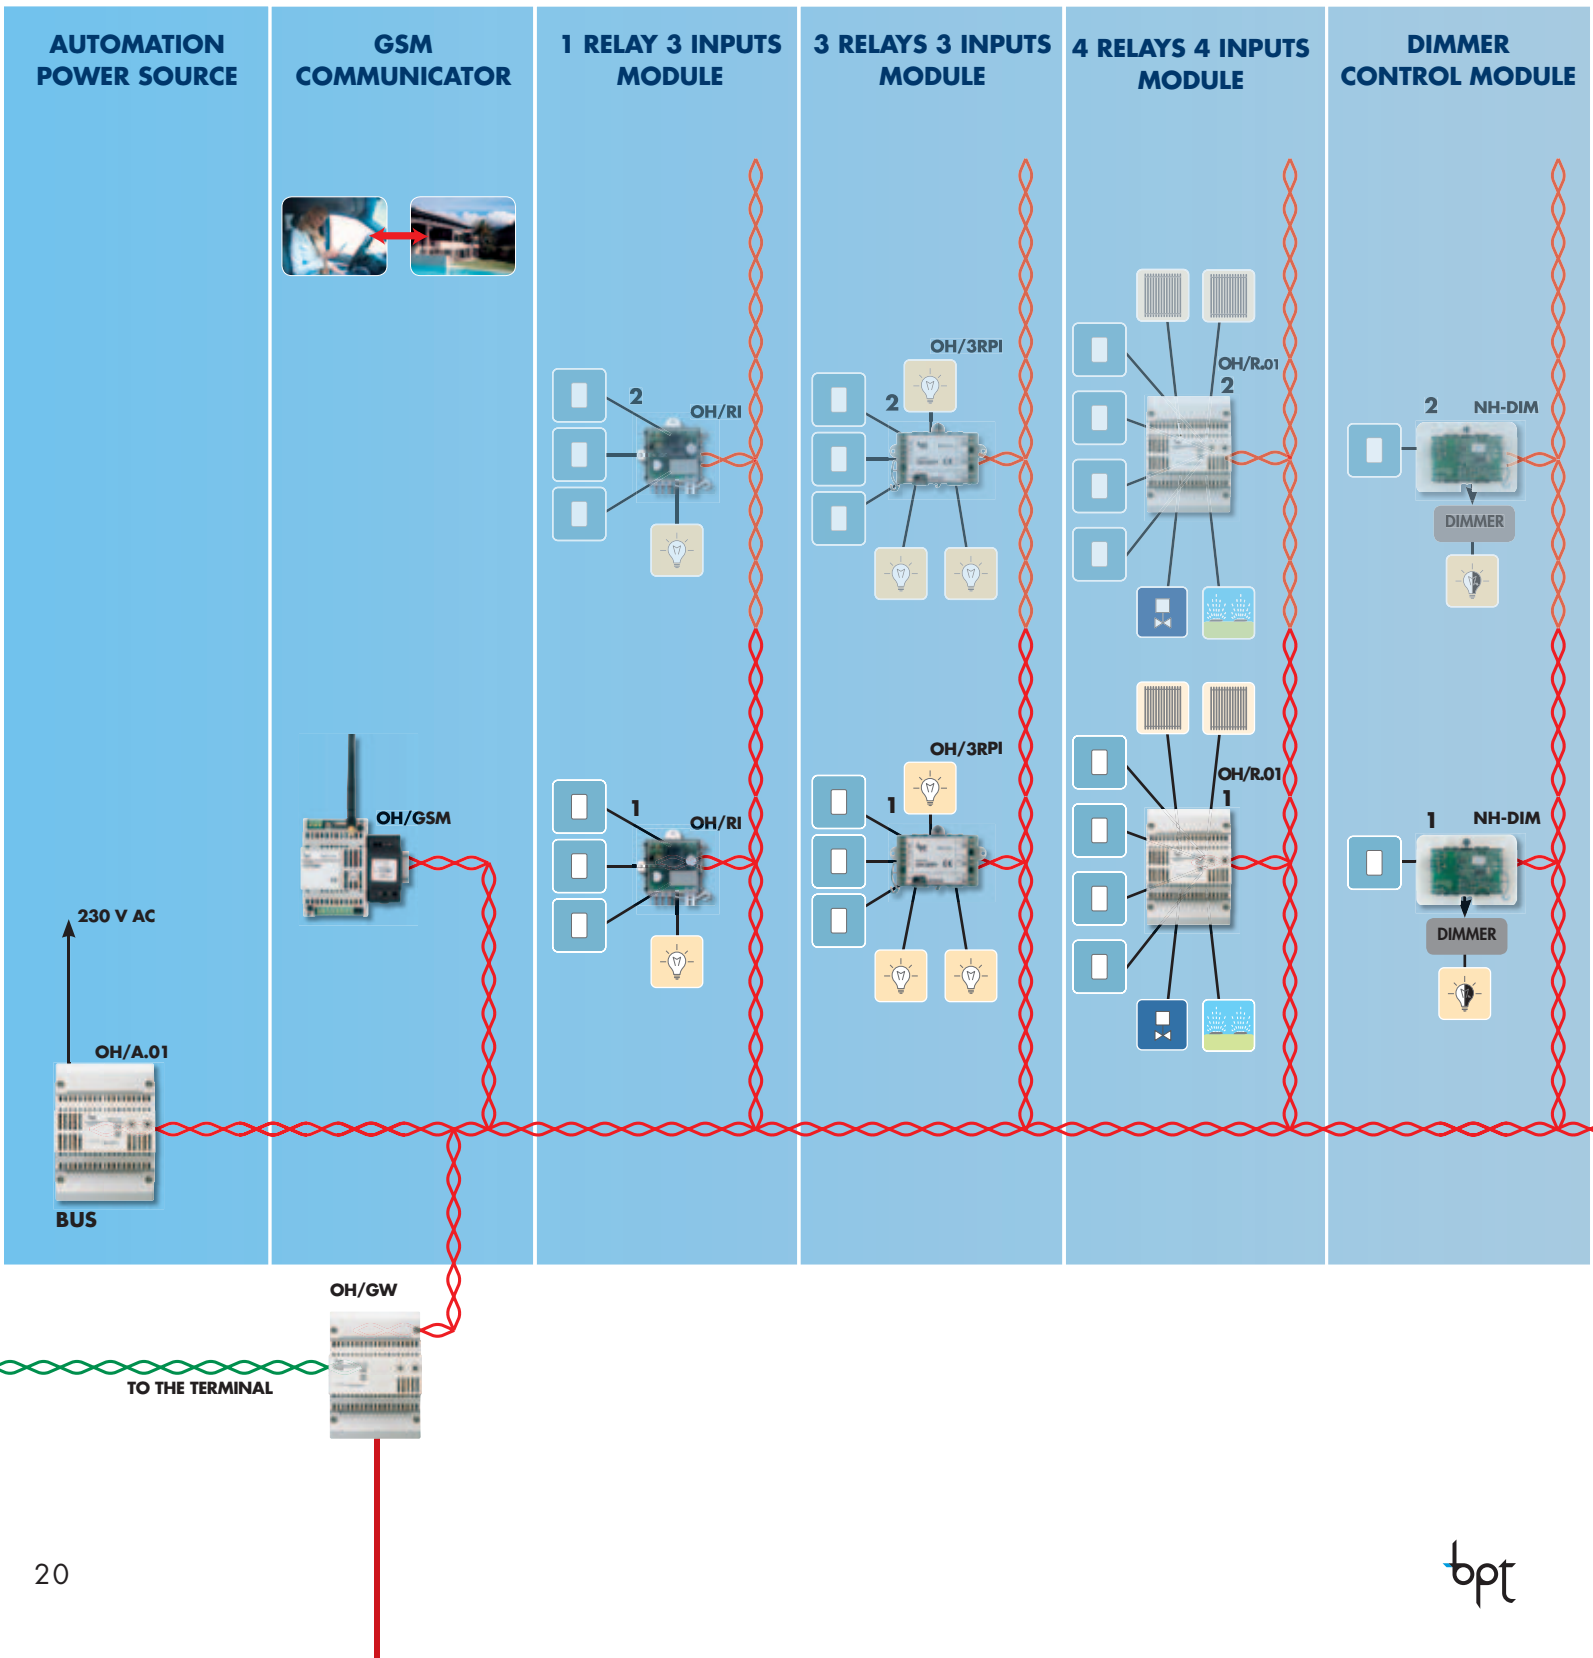 AUTOMATION
POWER SOURCE
GSM
COMMUNICATOR
1 RELAY 3 INPUTS
MODULE
3 RELAYS 3 INPUTS
MODULE
4 RELAYS 4 INPUTS
MODULE
DIMMER
CONTROL MODULE
OH/3RPI
OH/R.01
2
2
OH/RI
2
2
NH-DIM
DIMMER
OH/3RPI
OH/R.01
1
OH/GSM
1
OH/RI
1
1
NH-DIM
230 V AC
DIMMER
OH/A.01
BUS
OH/GW
TO THE TERMINAL
20
bpt